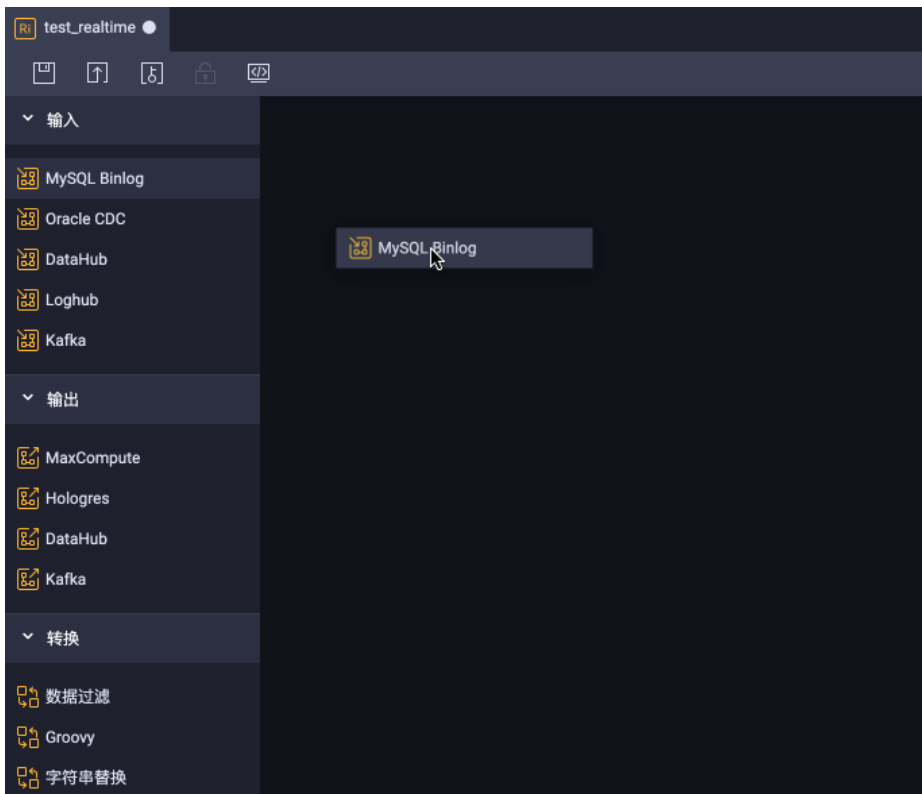 Ri test_realtime
输入
MySQL Binlog
Oracle CDC
DataHub
Loghub
Kafka
MySQL Binlog
输出
MaxCompute
Hologres
DataHub
Kafka
转换
数据过滤
Groovy
字符串替换